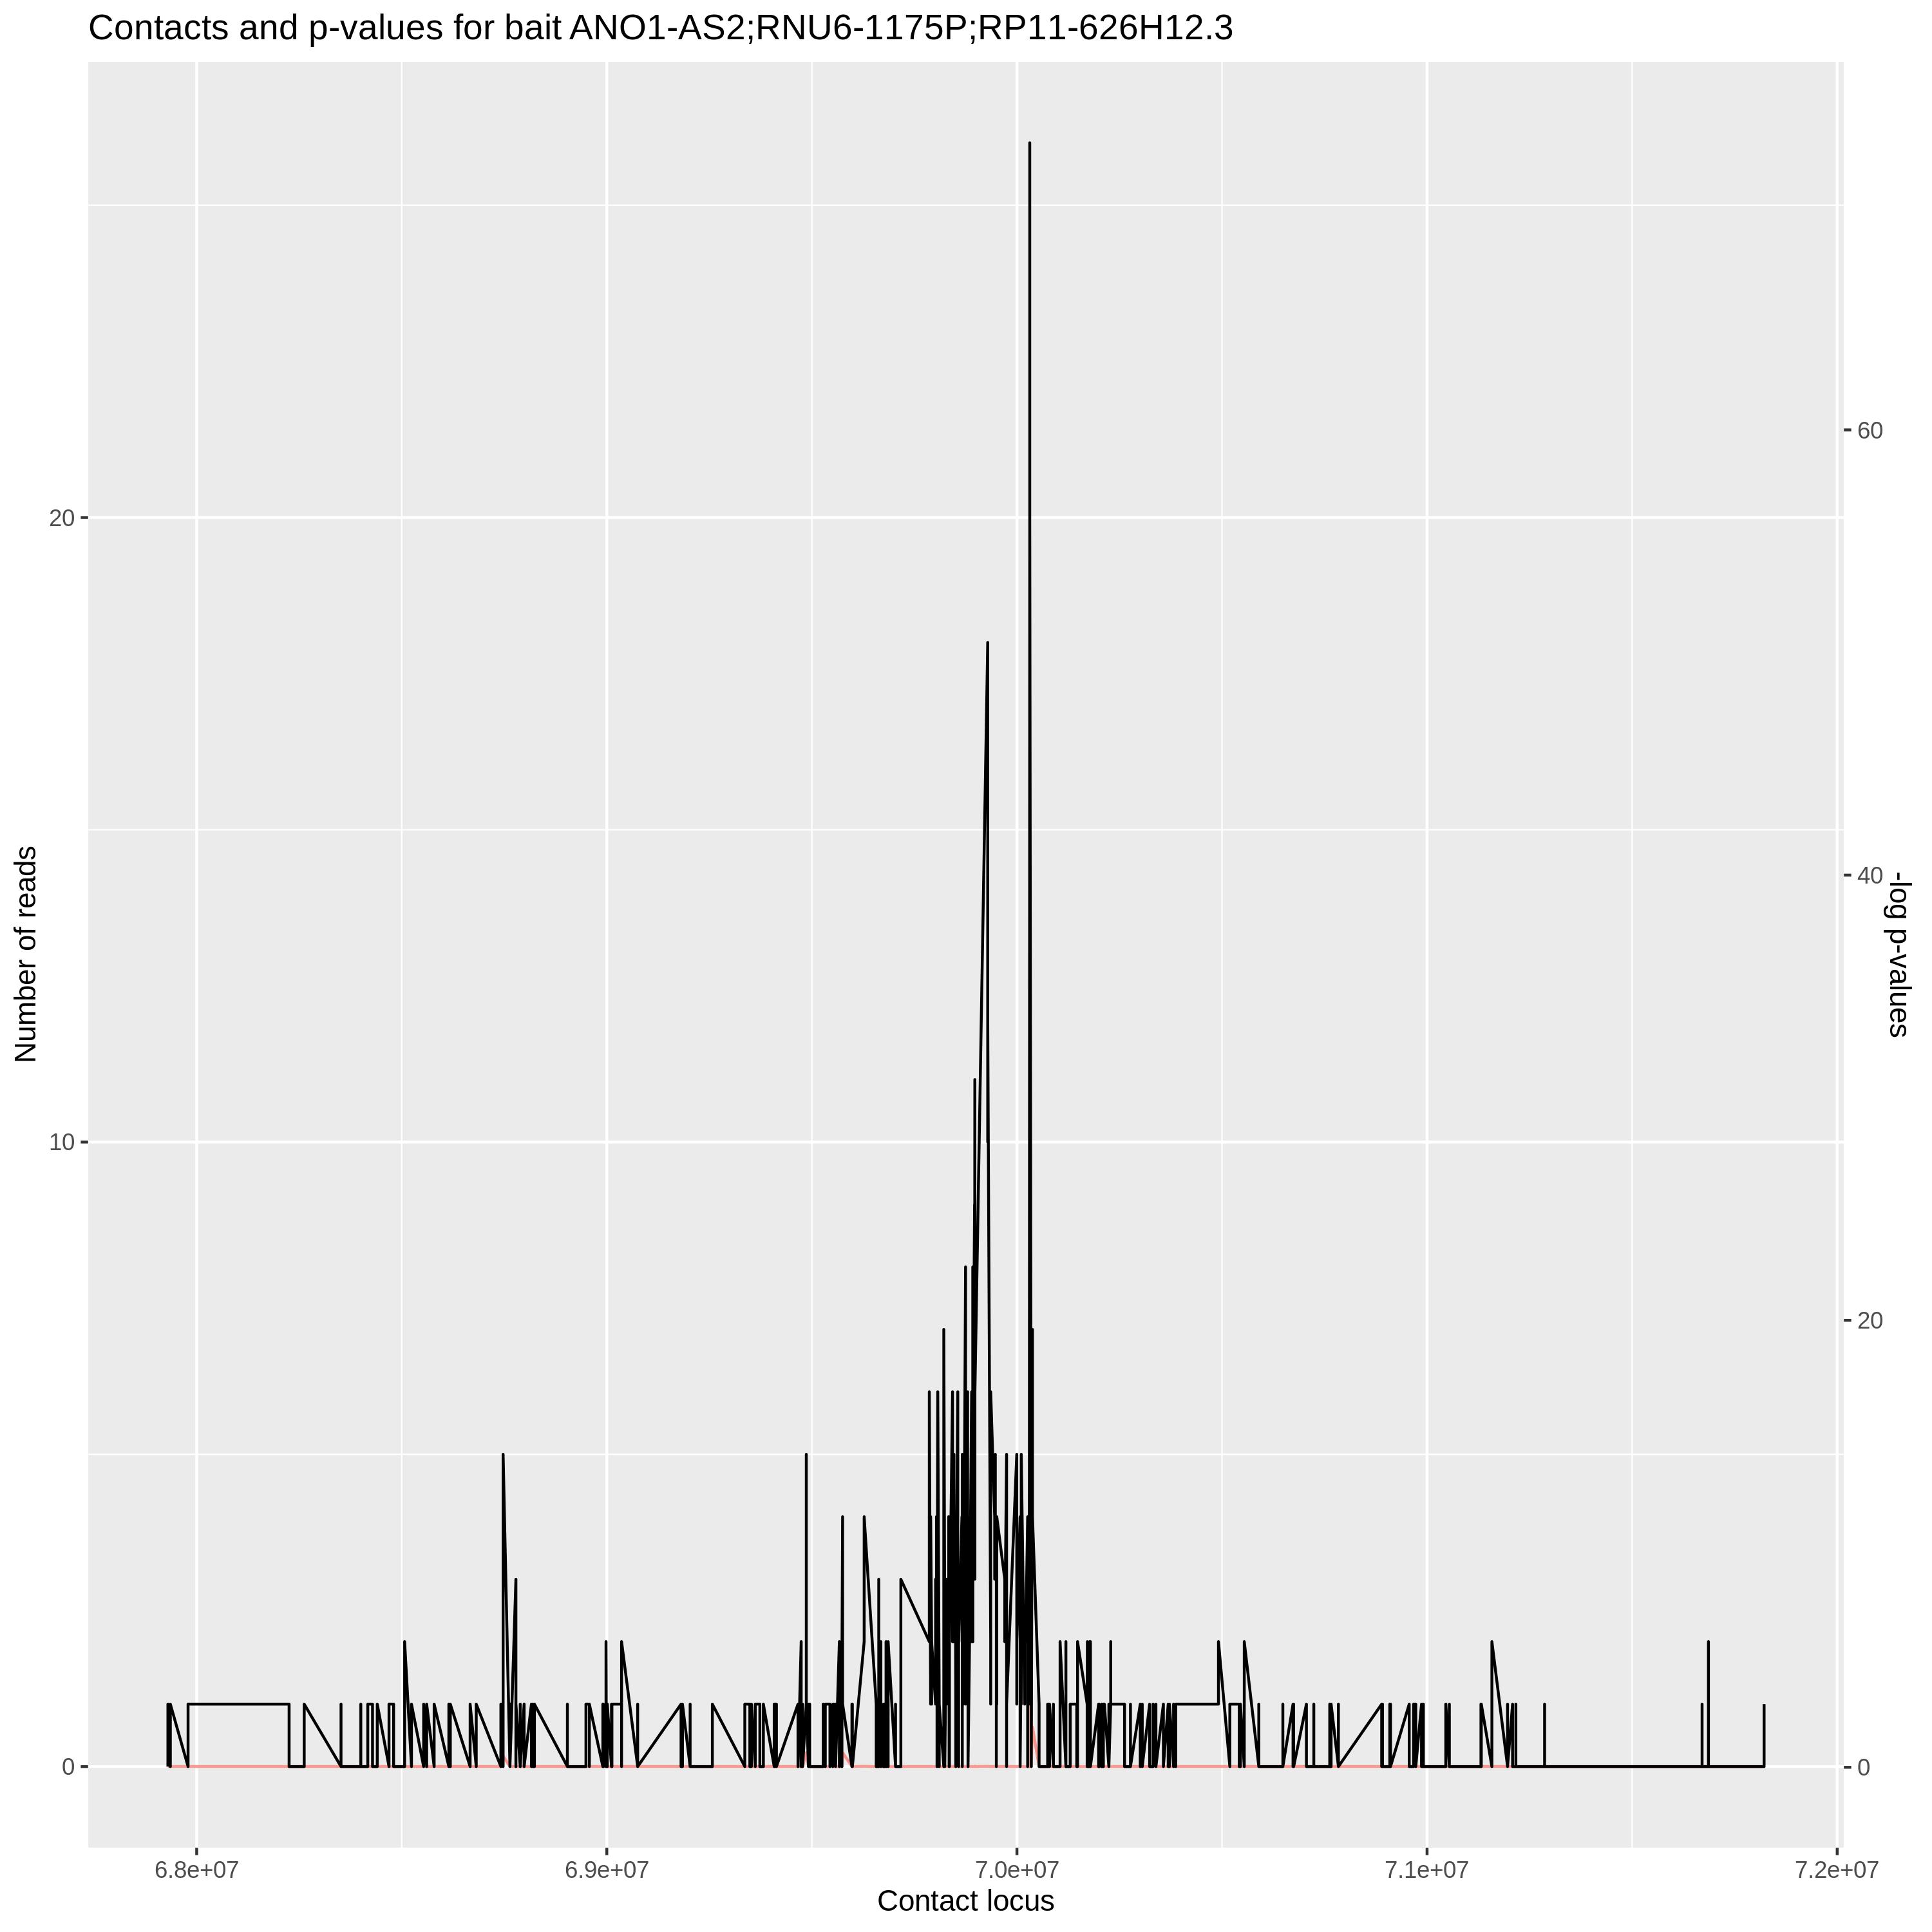 Contacts and p-values for bait ANO1-AS2;RNU6-1175P;RP11-626H12.3
Number of reads
20
10
0
60
40
20
0
-log p-values
6.8e+07 6.9e+07 7.0e+07 7.1e+07 7.2e+07
Contact locus